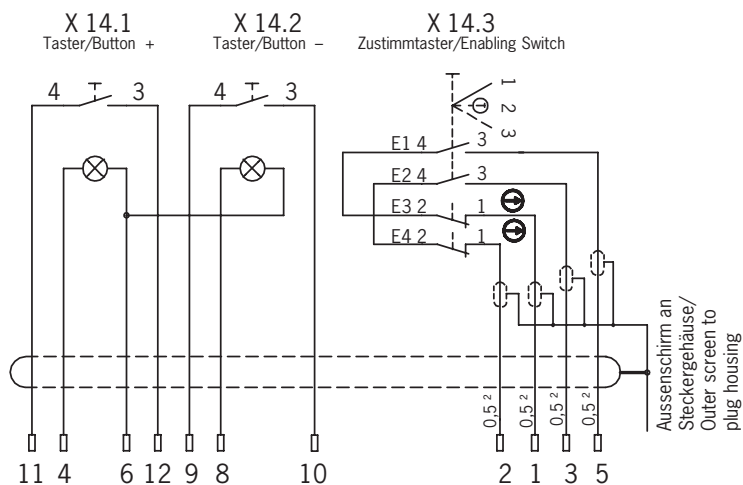 X 14.1
Taster/Button +
X 14.2
Taster/Button –
X 14.3
Zustimmtaster/Enabling Switch
4 3
4 3
1
2
3
E1 4 3
E2 4 3
E3 2 1
E4 2 1
0,5 ²
0,5 ²
0,5 ²
0,5 ²
Aussenschirm an
Steckergehäuse/
Outer screen to
plug housing
11 4 6 12 9 8 10 2 1 3 5